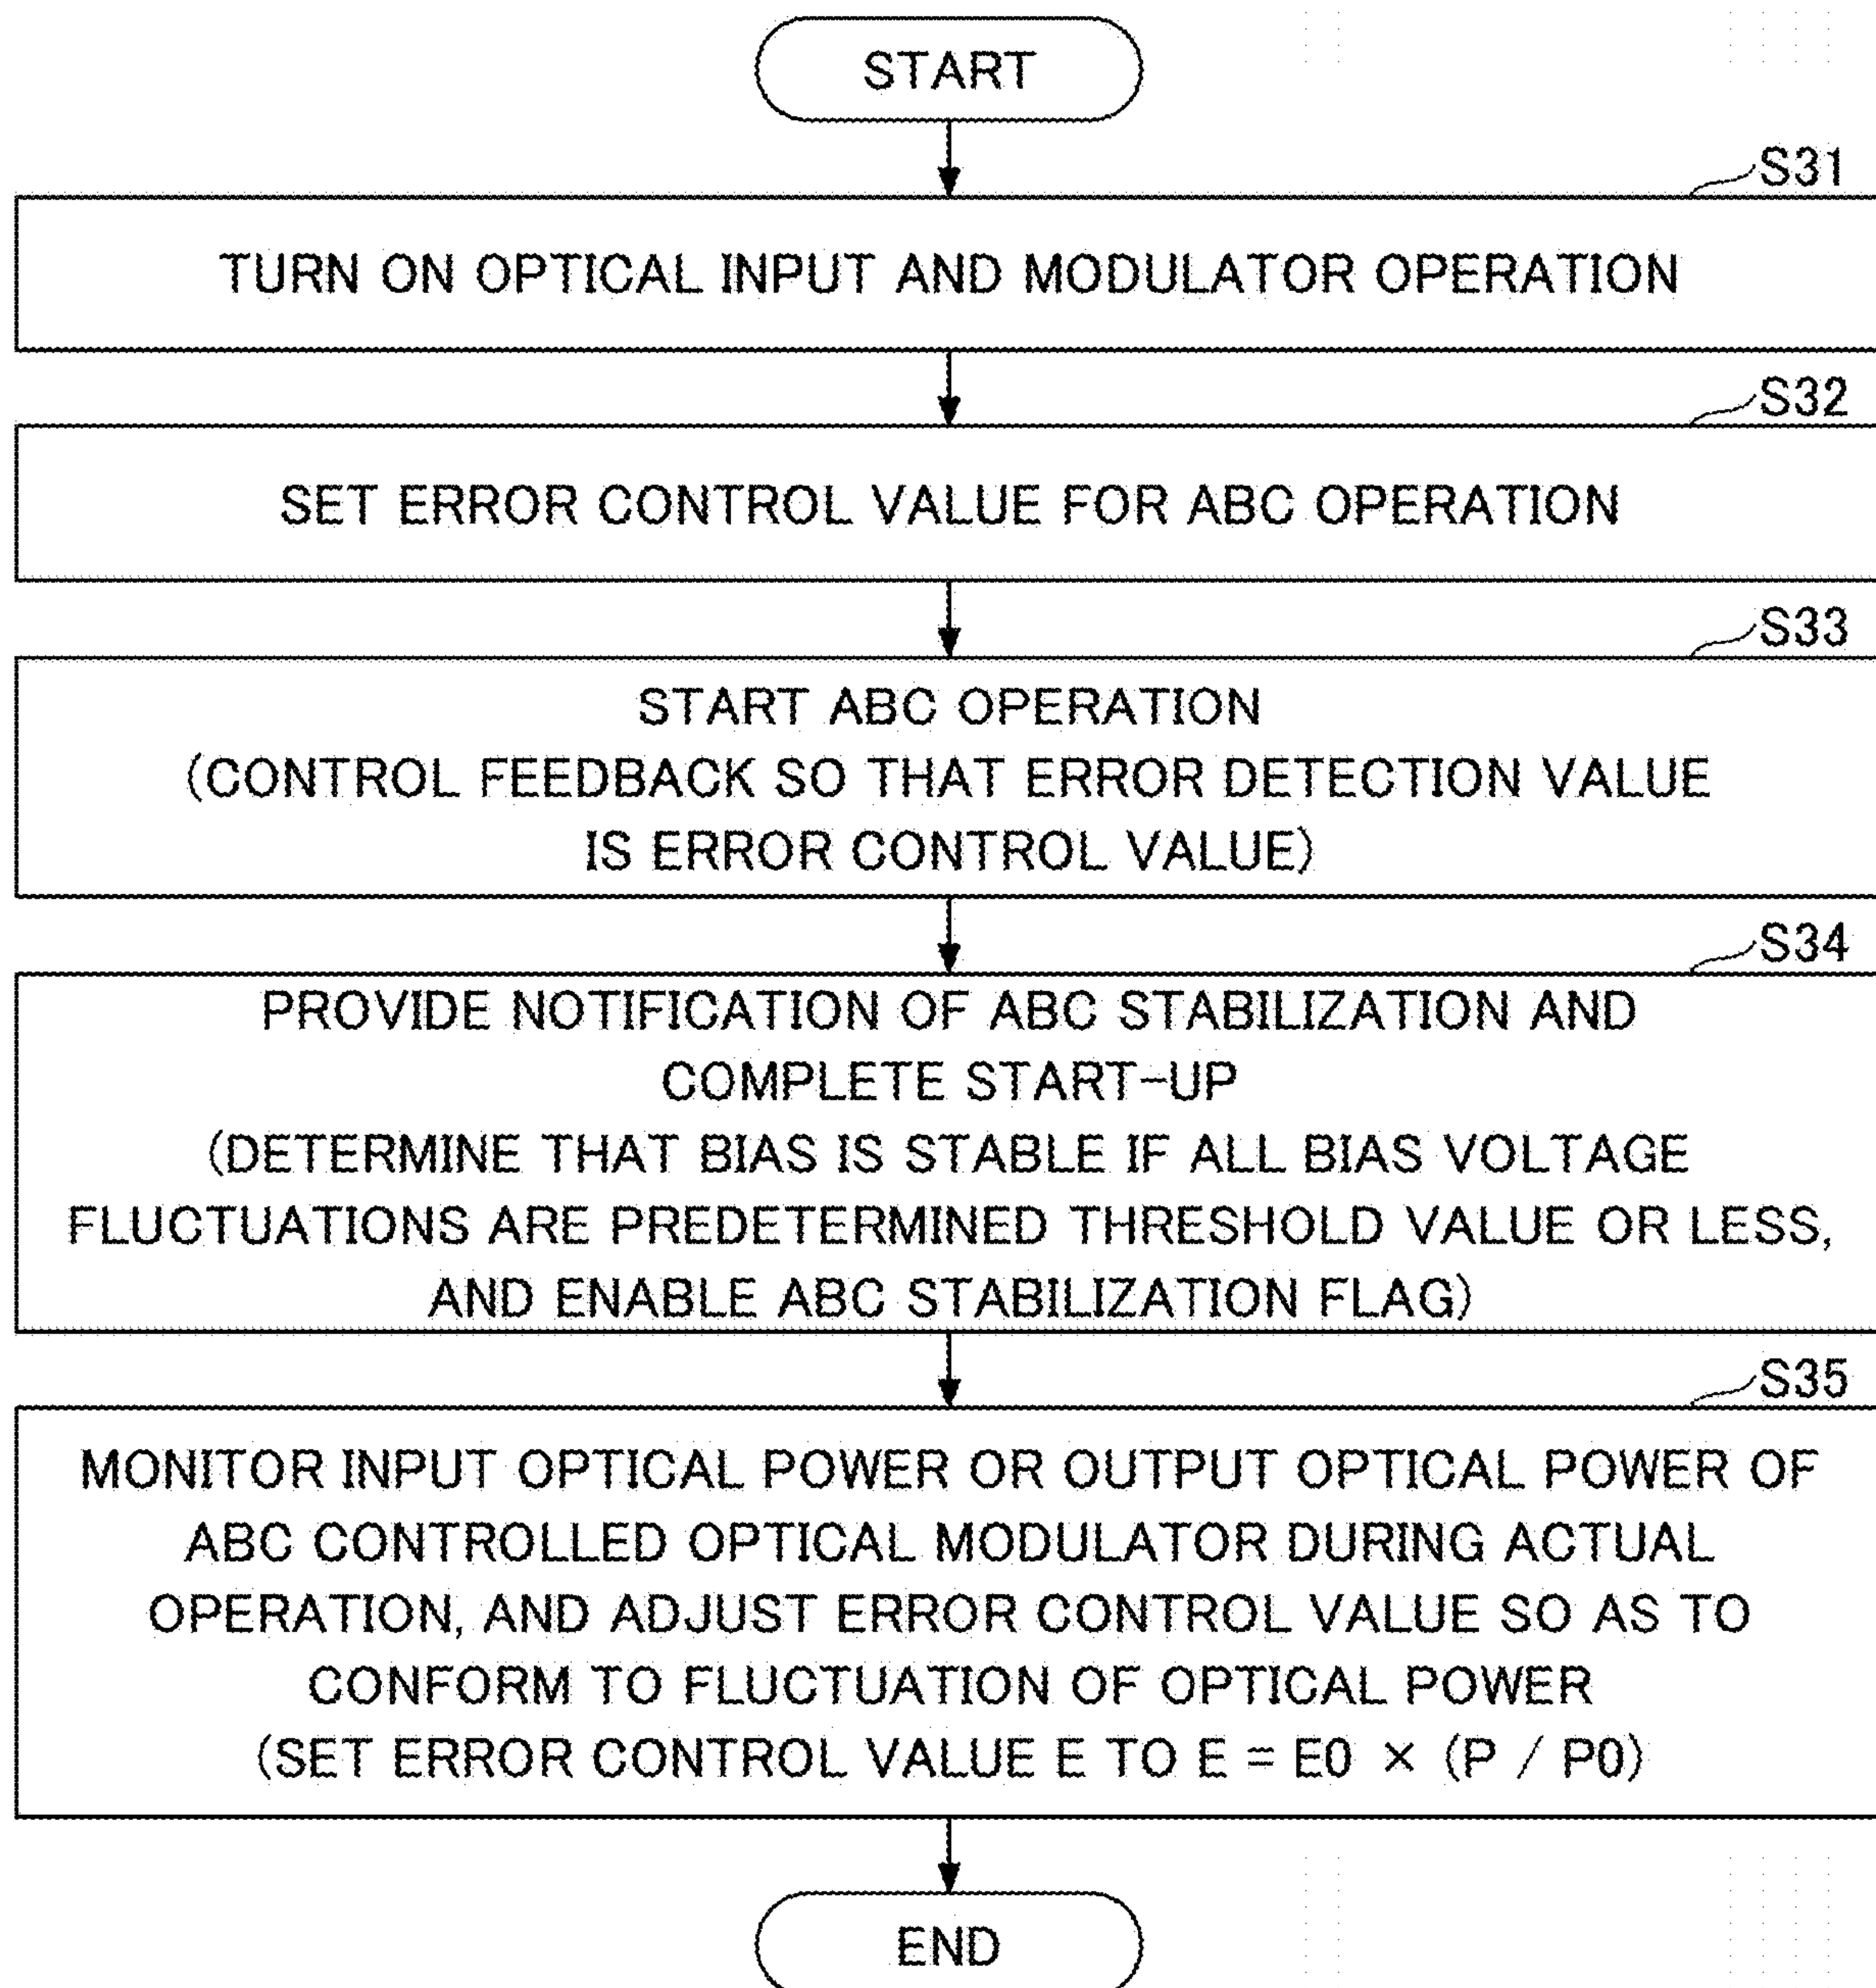 START
S31
TURN ON OPTICAL INPUT AND MODULATOR OPERATION
S32
SET ERROR CONTROL VALUE FOR ABC OPERATION
S33
START ABC OPERATION
(CONTROL FEEDBACK SO THAT ERROR DETECTION VALUE
IS ERROR CONTROL VALUE)
S34
PROVIDE NOTIFICATION OF ABC STABILIZATION AND
COMPLETE START-UP
(DETERMINE THAT BIAS IS STABLE IF ALL BIAS VOLTAGE
FLUCTUATIONS ARE PREDETERMINED THRESHOLD VALUE OR LESS,
AND ENABLE ABC STABILIZATION FLAG)
S35
MONITOR INPUT OPTICAL POWER OR OUTPUT OPTICAL POWER OF
ABC CONTROLLED OPTICAL MODULATOR DURING ACTUAL
OPERATION, AND ADJUST ERROR CONTROL VALUE SO AS TO
CONFORM TO FLUCTUATION OF OPTICAL POWER
(SET ERROR CONTROL VALUE E TO E = E0 × (P / P0)
END